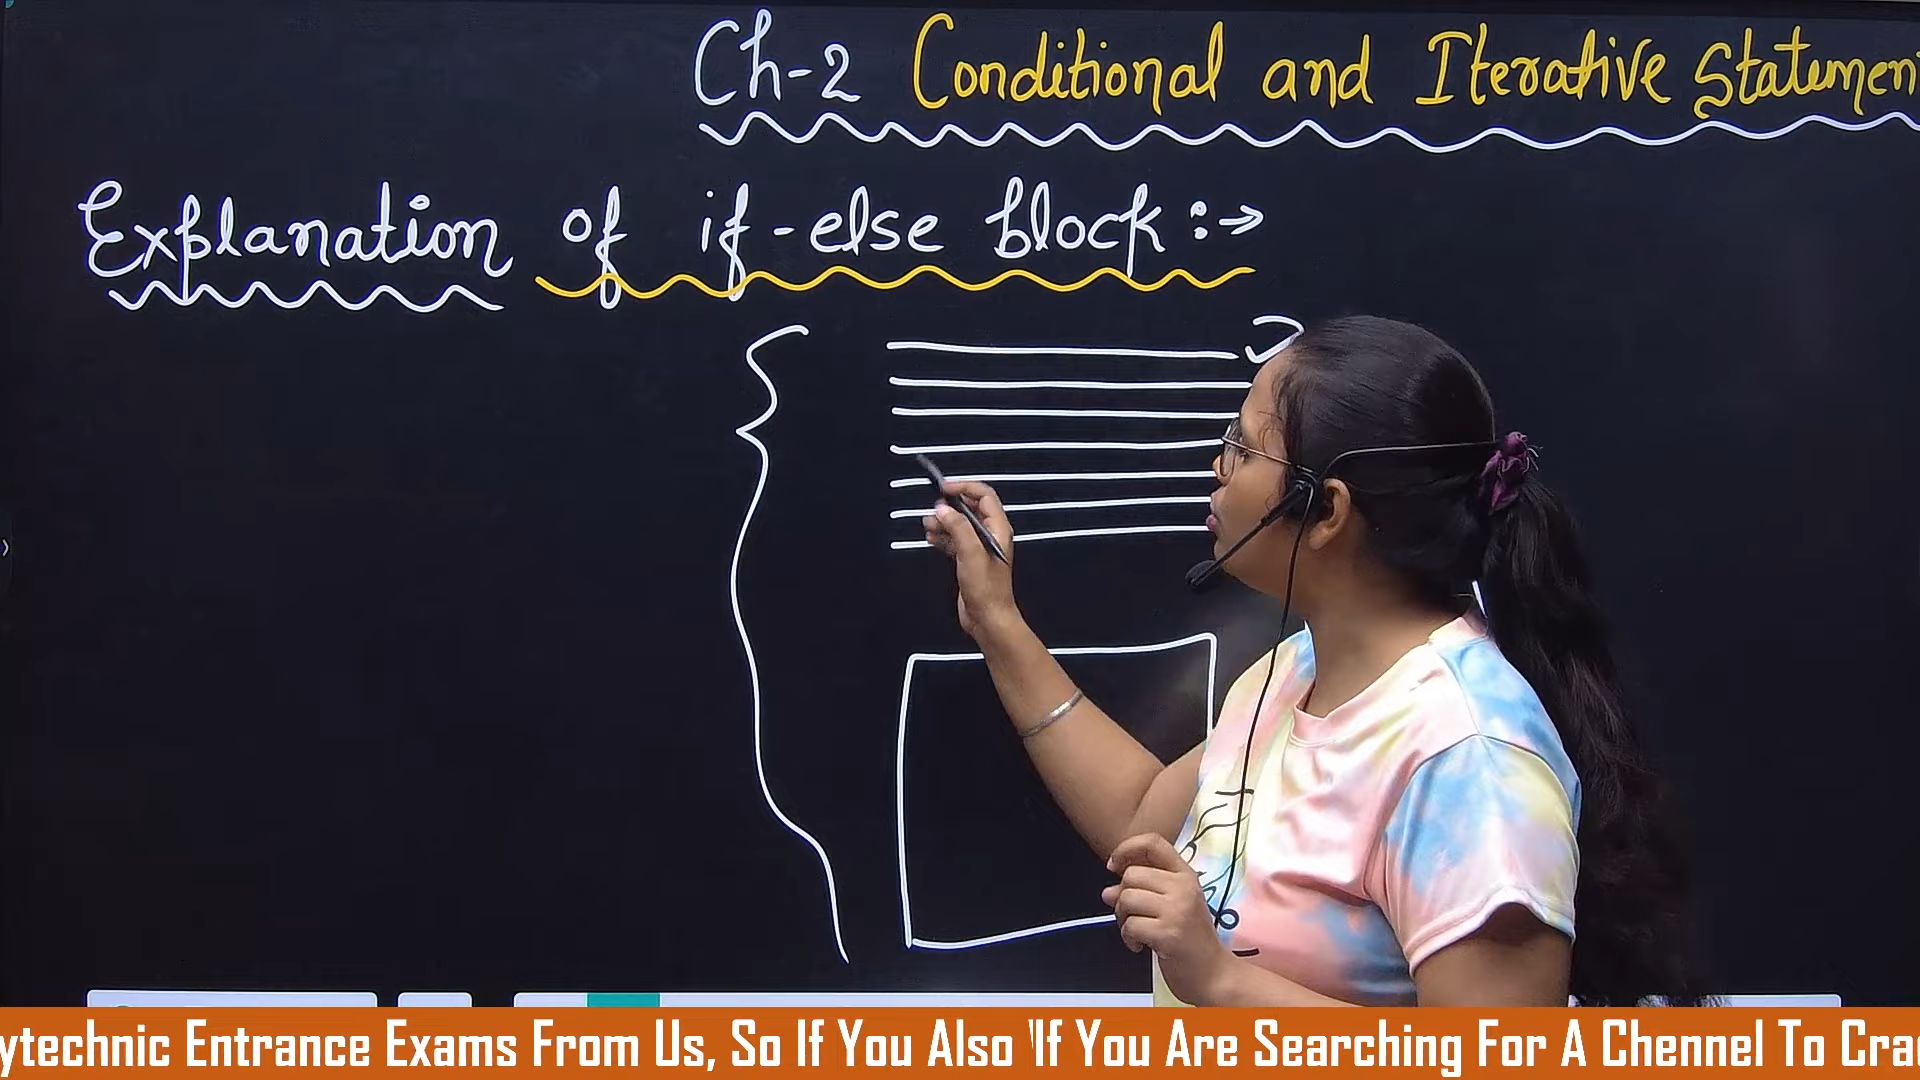 Ch-2 Conditional and Iterative Statemen
Explanation of if-else block :→
ytechnic Entrance Exams From Us, So If You Also If You Are Searching For A Chennel To Cra